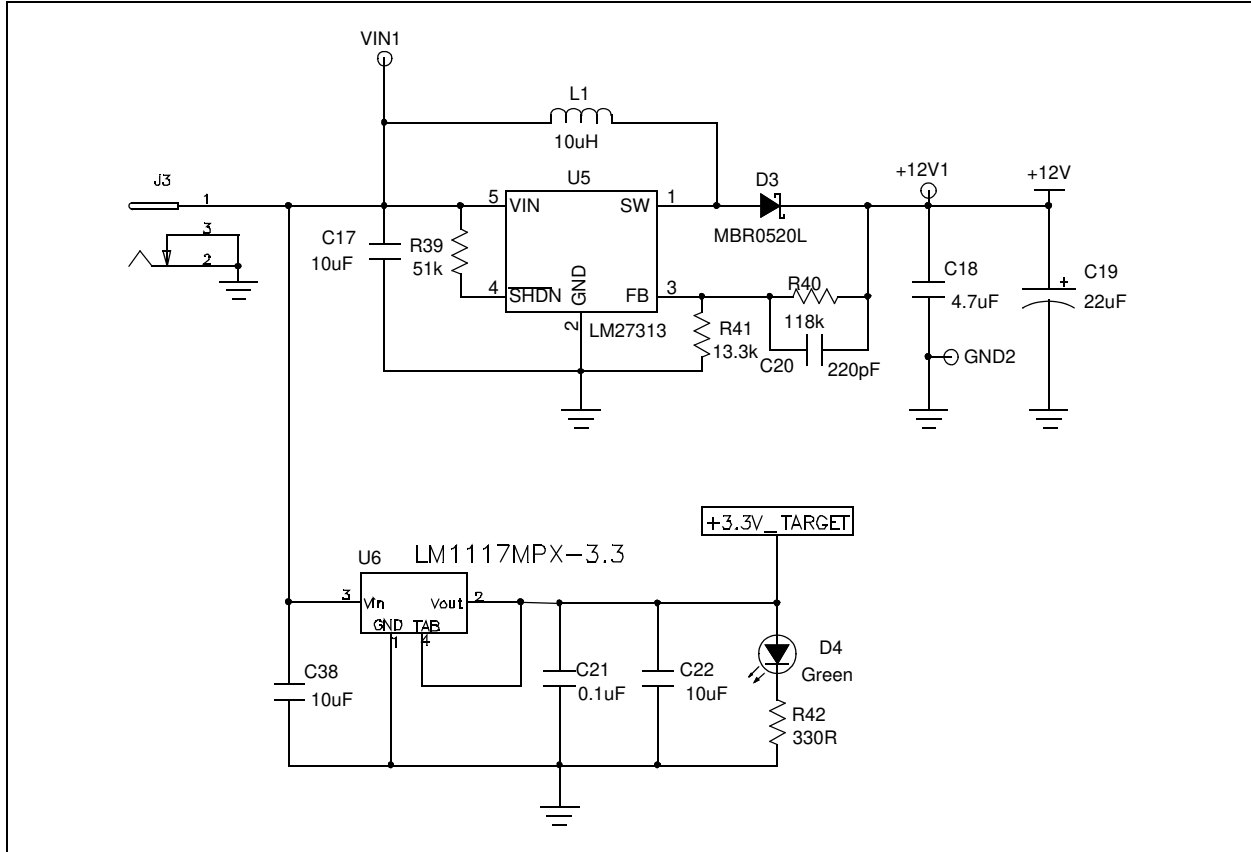 VIN1
L1
10uH
J3
1
3
2
U5
5
VIN
SW
1
4
SHDN
GND
FB
3
2
LM27313
C17
10uF
R39
51k
D3
MBR0520L
+12V1
+12V
R40
118k
R41
13.3k
C20
220pF
C18
4.7uF
GND2
C19
22uF
+
+3.3V_TARGET
U6
LM1117MPX-3.3
3
Vin
Vout
2
GND
TAB
1
4
C38
10uF
C21
0.1uF
C22
10uF
D4
Green
R42
330R